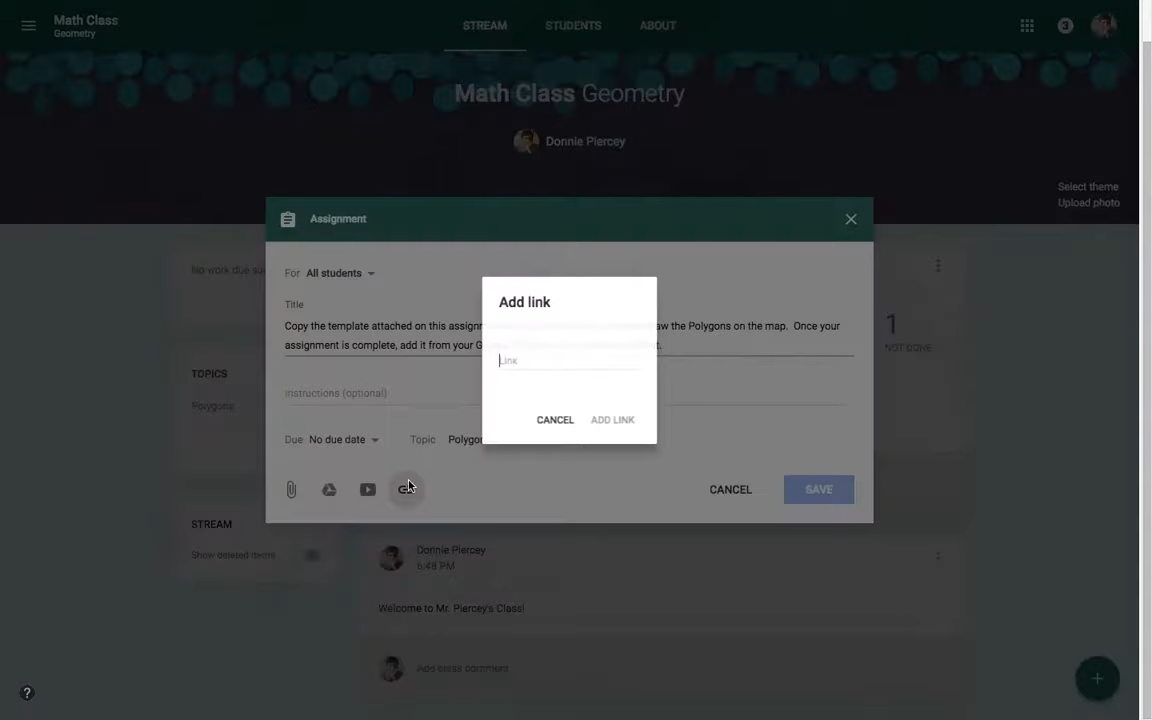 Math Class
Geometry
STREAM STUDENTS ABOUT
3
Math Class Geometry
Donnie Piercey
Select theme
Upload photo
Assignment
No work due
For All students
Title
Copy the template attached on this aw the Polygons on the map. Once your
assignment is complete, add it from your
Add link
Link
CANCEL ADD LINK
1
NOT DONE
TOPICS
Polygons
Instructions (optional)
Due No due date Topic
CANCEL SAVE
STREAM
Show deleted items
Donnie Piercey
6:48 PM
Welcome to Mr. Piercey's Class!
Add class comment
+
?